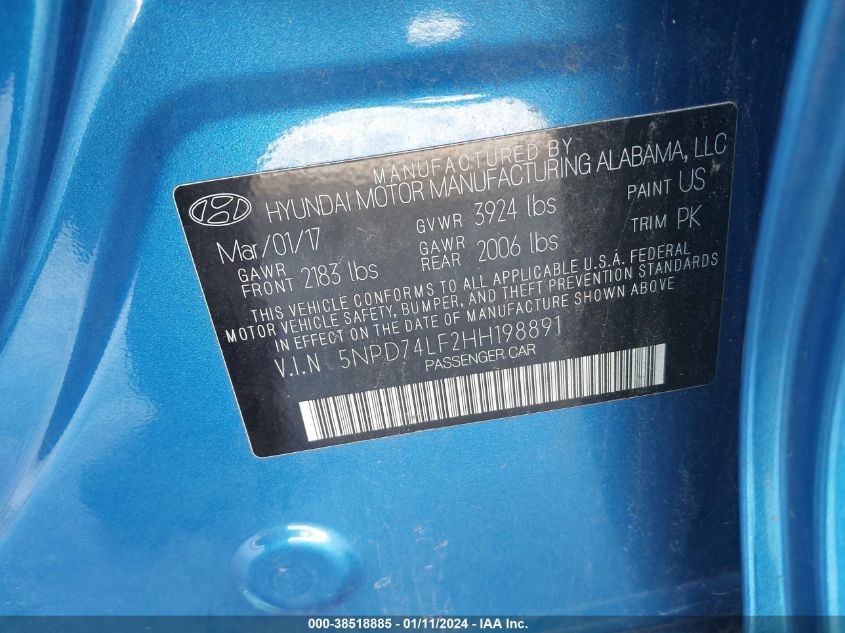 MANUFACTURED BY
HYUNDAI MOTOR MANUFACTURING ALABAMA, LLC
Mar/01/17 GVWR 3924 lbs PAINT US
GAWR FRONT 2183 lbs GAWR REAR 2006 lbs TRIM PK
THIS VEHICLE CONFORMS TO ALL APPLICABLE U.S.A. FEDERAL
MOTOR VEHICLE SAFETY, BUMPER, AND THEFT PREVENTION STANDARDS
IN EFFECT ON THE DATE OF MANUFACTURE SHOWN ABOVE
V.I.N 5NPD74LF2HH198891
PASSENGER CAR
000-38518885 - 01/11/2024 - IAA Inc.